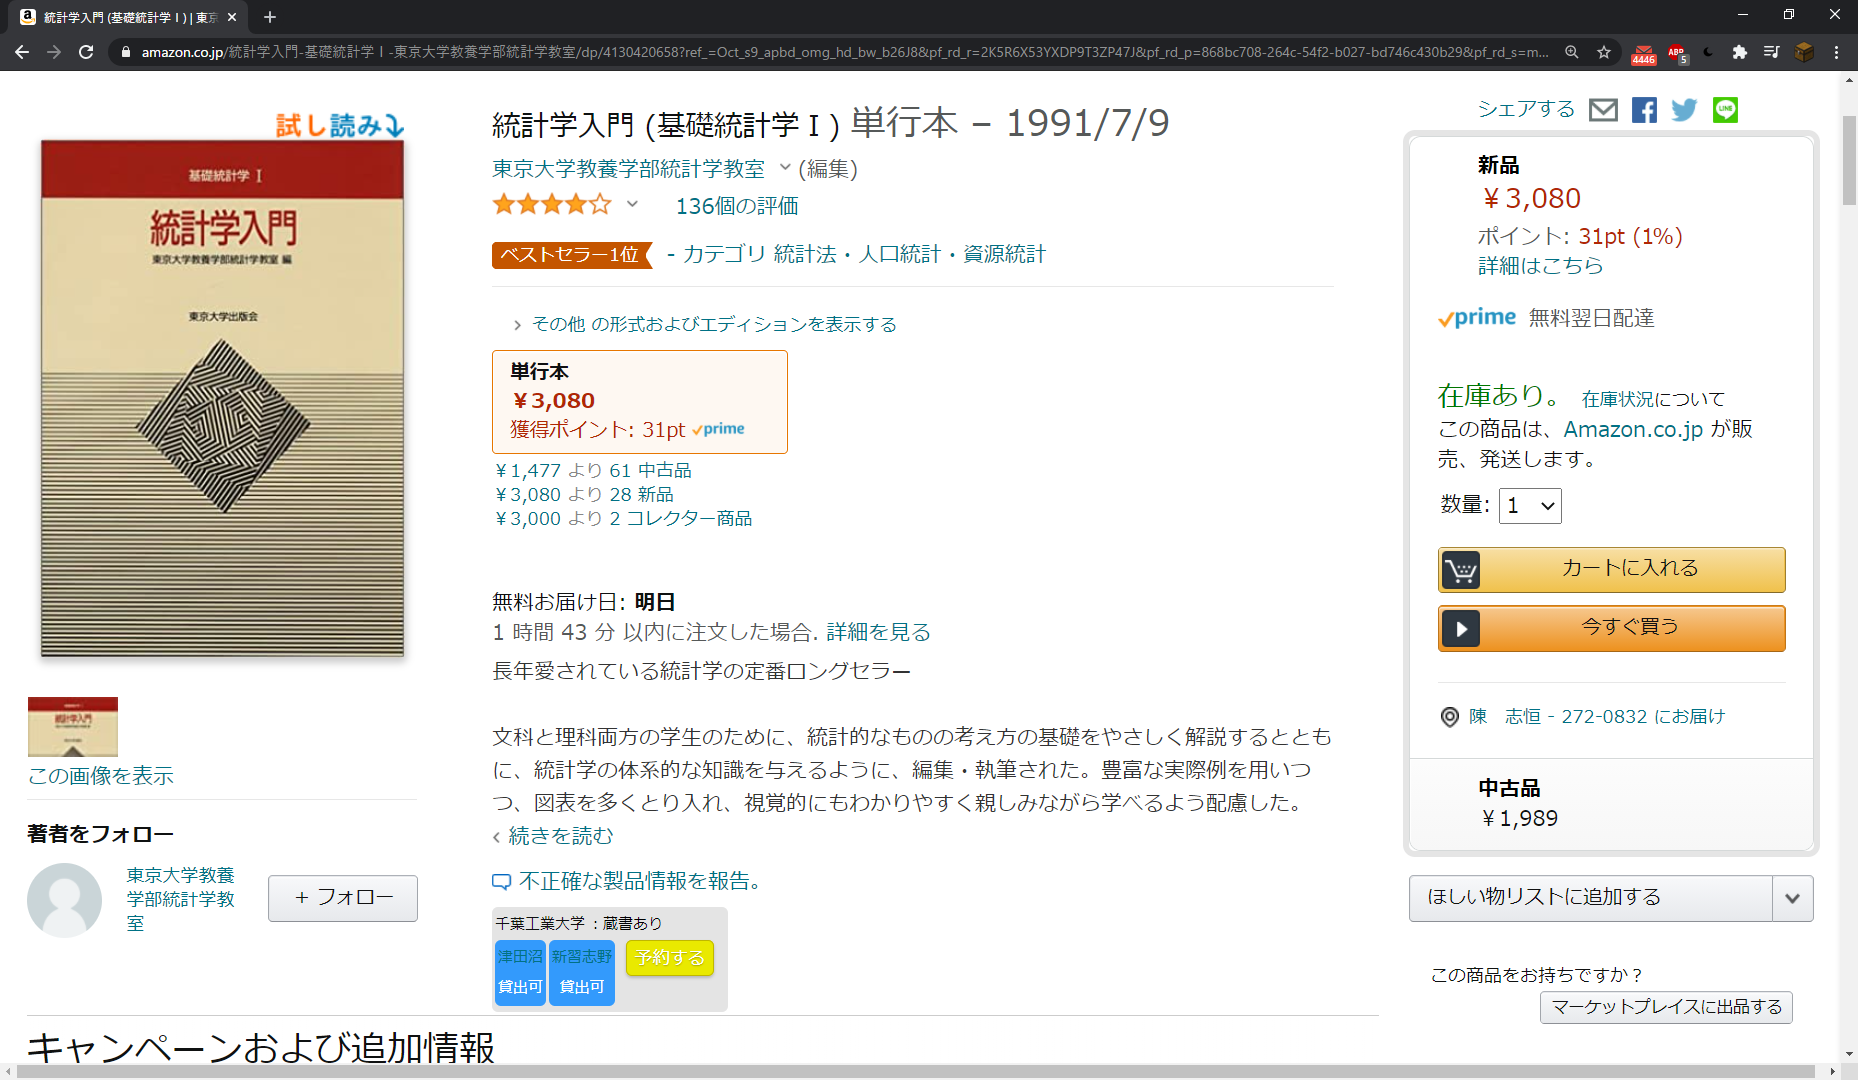 統計学入門 (基礎統計学Ⅰ) | 東京
amazon.co.jp/統計学入門-基礎統計学Ⅰ-東京大学教養学部統計学教室/dp/4130420658?ref_=Oct_s9_apbd_omg_hd_bw_b26J8&pf_rd_r=2K5R6X53YXDP9T3ZP47J&pf_rd_p=868bc708-264c-54f2-b027-bd746c430b29&pf_rd_s=m...
4446
ABP
5
試し読み
基礎統計学 Ⅰ
統計学入門
東京大学教養学部統計学教室 編
東京大学出版会
統計学入門
この画像を表示
著者をフォロー
東京大学教養
学部統計学教
室
+ フォロー
統計学入門 (基礎統計学Ⅰ) 単行本 – 1991/7/9
東京大学教養学部統計学教室 (編集)
136個の評価
ベストセラー1位 - カテゴリ 統計法・人口統計・資源統計
その他 の形式およびエディションを表示する
単行本
￥3,080
獲得ポイント: 31pt prime
￥1,477 より 61 中古品
￥3,080 より 28 新品
￥3,000 より 2 コレクター商品
無料お届け日: 明日
1 時間 43 分 以内に注文した場合. 詳細を見る
長年愛されている統計学の定番ロングセラー
文科と理科両方の学生のために、統計的なものの考え方の基礎をやさしく解説するととも
に、統計学の体系的な知識を与えるように、編集・執筆された。豊富な実際例を用いつ
つ、図表を多くとり入れ、視覚的にもわかりやすく親しみながら学べるよう配慮した。
続きを読む
不正確な製品情報を報告。
千葉工業大学 : 蔵書あり
津田沼 新習志野 予約する
貸出可 貸出可
キャンペーンおよび追加情報
シェアする
LINE
新品
￥3,080
ポイント: 31pt (1%)
詳細はこちら
prime 無料翌日配達
在庫あり。 在庫状況について
この商品は、Amazon.co.jp が販
売、発送します。
数量: 1
カートに入れる
今すぐ買う
陳 志恒 - 272-0832 にお届け
中古品
￥1,989
ほしい物リストに追加する
この商品をお持ちですか？
マーケットプレイスに出品する